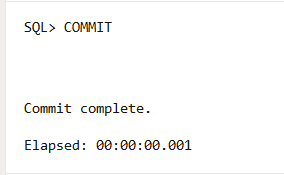 SQL> COMMIT
Commit complete.
Elapsed: 00:00:00.001